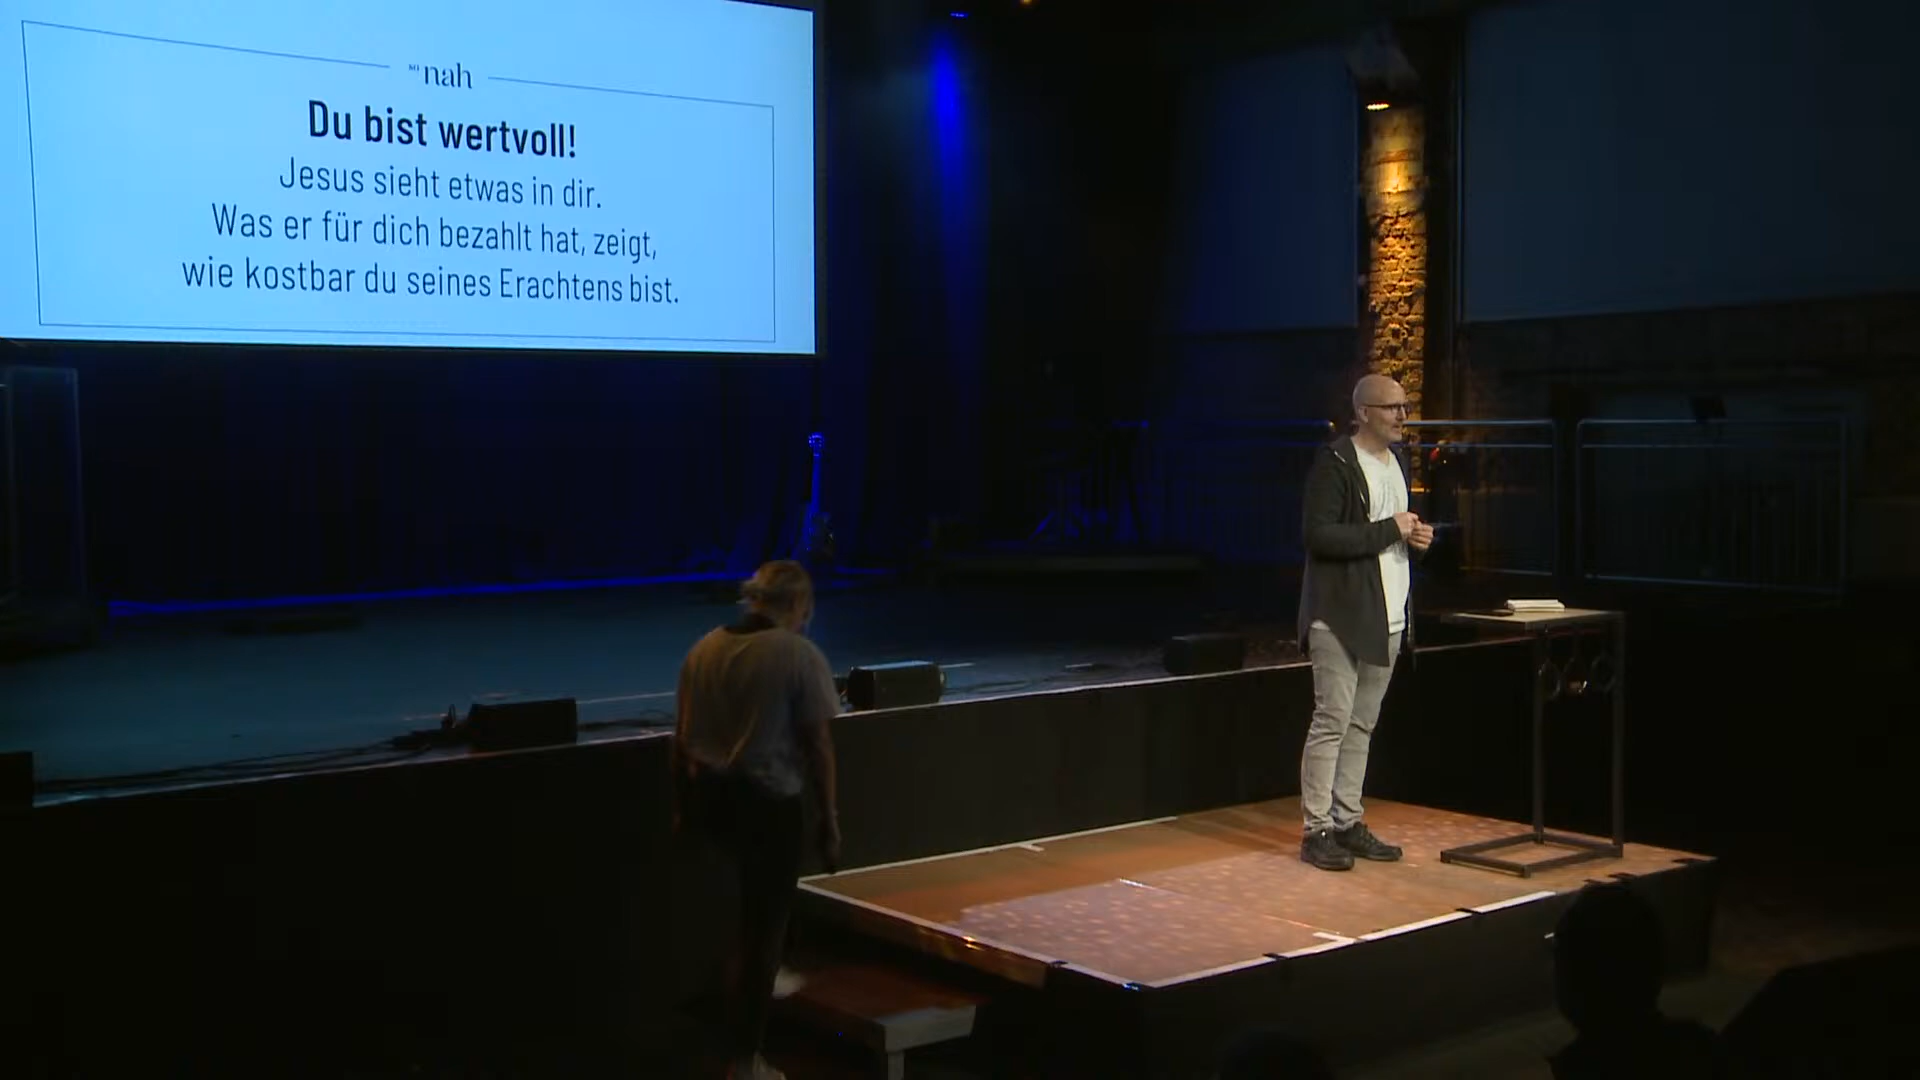 so nah
Du bist wertvoll!
Jesus sieht etwas in dir.
Was er für dich bezahlt hat, zeigt,
wie kostbar du seines Erachtens bist.